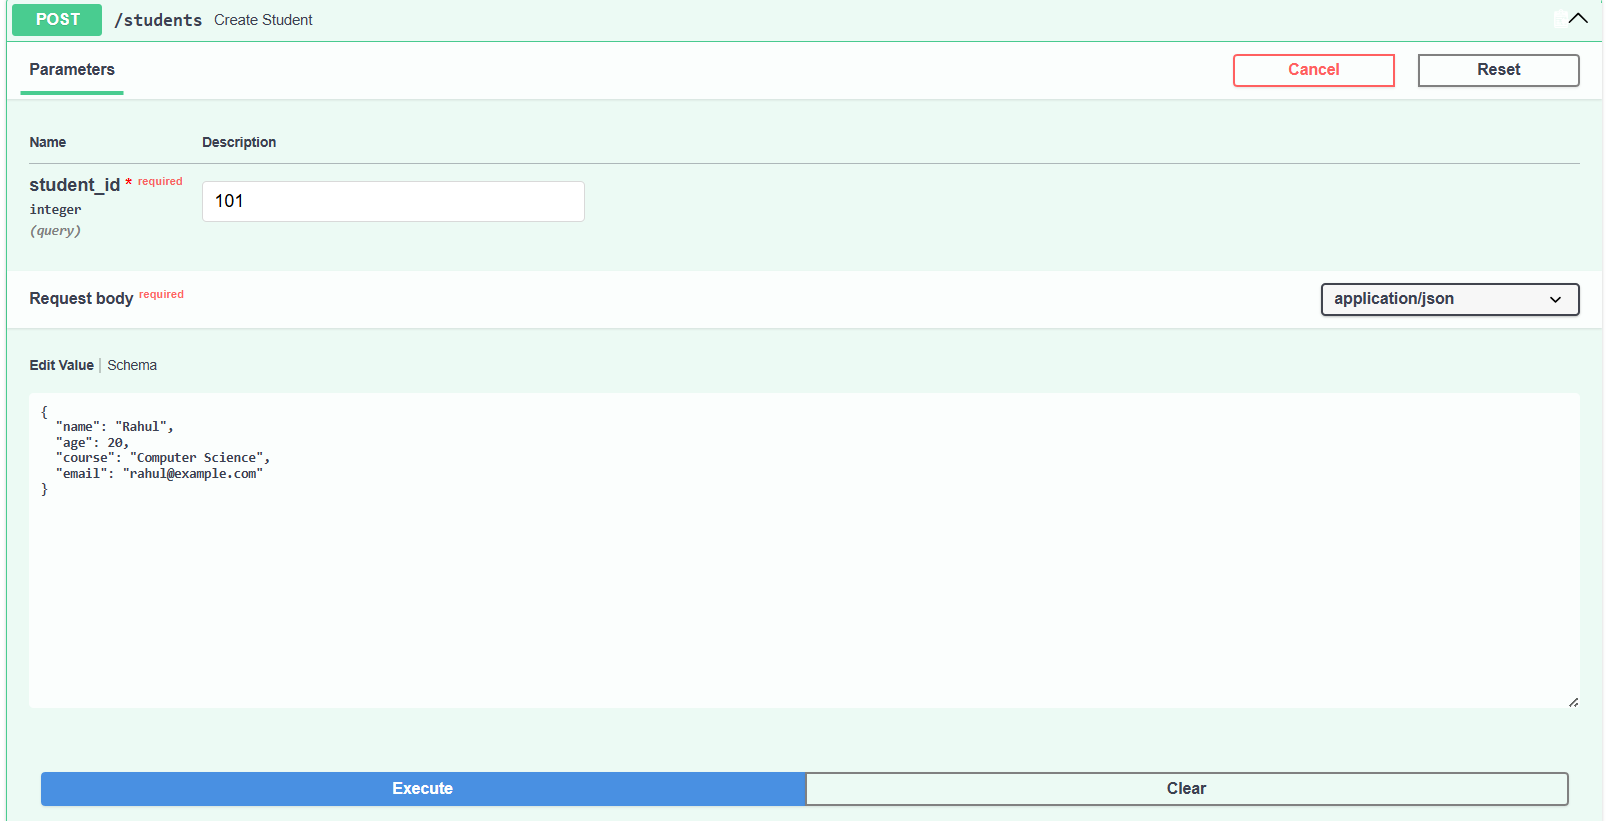 POST /students Create Student
Parameters
Cancel
Reset
Name Description
student_id * required
integer
(query)
101
Request body required
application/json
Edit Value | Schema
{
  "name": "Rahul",
  "age": 20,
  "course": "Computer Science",
  "email": "rahul@example.com"
}
Execute
Clear